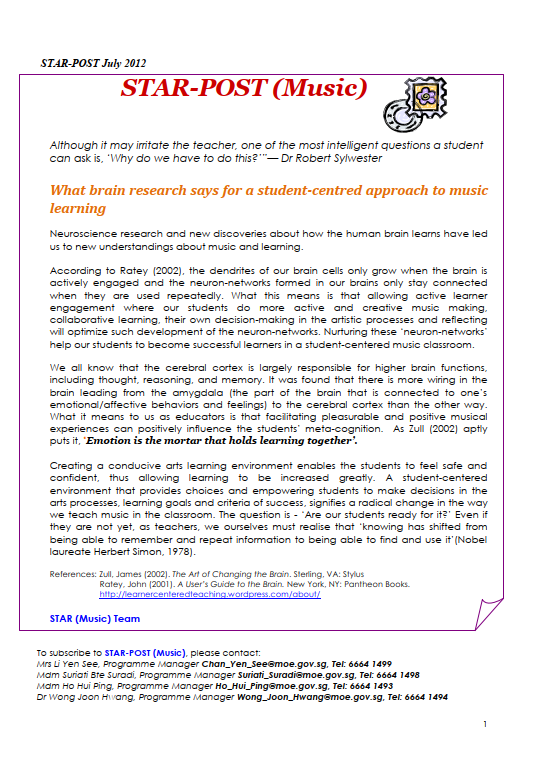 STAR-POST July 2012
STAR-POST (Music)
Although it may irritate the teacher, one of the most intelligent questions a student
can ask is, ‘Why do we have to do this?’”— Dr Robert Sylwester
What brain research says for a student-centred approach to music
learning
Neuroscience research and new discoveries about how the human brain learns have led
us to new understandings about music and learning.
According to Ratey (2002), the dendrites of our brain cells only grow when the brain is
actively engaged and the neuron-networks formed in our brains only stay connected
when they are used repeatedly. What this means is that allowing active learner
engagement where our students do more active and creative music making,
collaborative learning, their own decision-making in the artistic processes and reflecting
will optimize such development of the neuron-networks. Nurturing these ‘neuron-networks’
help our students to become successful learners in a student-centered music classroom.
We all know that the cerebral cortex is largely responsible for higher brain functions,
including thought, reasoning, and memory. It was found that there is more wiring in the
brain leading from the amygdala (the part of the brain that is connected to one’s
emotional/affective behaviors and feelings) to the cerebral cortex than the other way.
What it means to us as educators is that facilitating pleasurable and positive musical
experiences can positively influence the students’ meta-cognition. As Zull (2002) aptly
puts it, ‘Emotion is the mortar that holds learning together’.
Creating a conducive arts learning environment enables the students to feel safe and
confident, thus allowing learning to be increased greatly. A student-centered
environment that provides choices and empowering students to make decisions in the
arts processes, learning goals and criteria of success, signifies a radical change in the way
we teach music in the classroom. The question is - ‘Are our students ready for it?’ Even if
they are not yet, as teachers, we ourselves must realise that ‘knowing has shifted from
being able to remember and repeat information to being able to find and use it’(Nobel
laureate Herbert Simon, 1978).
References: Zull, James (2002). The Art of Changing the Brain. Sterling, VA: Stylus
Ratey, John (2001). A User’s Guide to the Brain. New York, NY: Pantheon Books.
http://learnercenteredteaching.wordpress.com/about/
STAR (Music) Team
To subscribe to STAR-POST (Music), please contact:
Mrs Li Yen See, Programme Manager Chan_Yen_See@moe.gov.sg, Tel: 6664 1499
Mdm Suriati Bte Suradi, Programme Manager Suriati_Suradi@moe.gov.sg, Tel: 6664 1498
Mdm Ho Hui Ping, Programme Manager Ho_Hui_Ping@moe.gov.sg, Tel: 6664 1493
Dr Wong Joon Hwang, Programme Manager Wong_Joon_Hwang@moe.gov.sg, Tel: 6664 1494
1